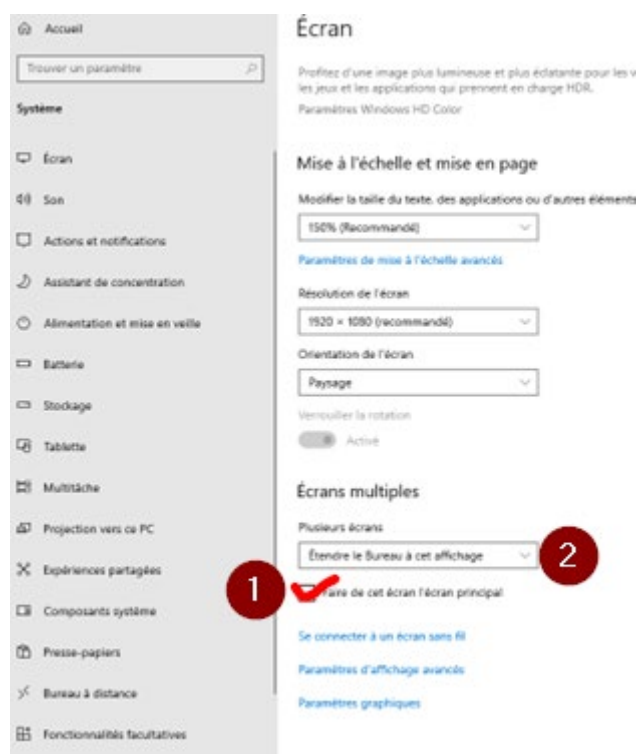 Accueil
Trouver un paramètre
Système
Écran
Son
Actions et notifications
Assistant de concentration
Alimentation et mise en veille
Batterie
Stockage
Tablette
Multitâche
Projection vers ce PC
Expériences partagées
Composants système
Presse-papiers
Bureau à distance
Fonctionnalités facultatives
Écran
Profitez d'une image plus lumineuse et plus éclatante pour les v
les jeux et les applications qui prennent en charge HDR.
Paramètres Windows HD Color
Mise à l'échelle et mise en page
Modifier la taille du texte, des applications ou d'autres éléments
150% (Recommandé)
Paramètres de mise à l'échelle avancés
Résolution de l'écran
1920 × 1080 (recommandé)
Orientation de l'écran
Paysage
Verrouiller la rotation
Activé
Écrans multiples
Plusieurs écrans
Étendre le Bureau à cet affichage
2
1
Faire de cet écran l'écran principal
Se connecter à un écran sans fil
Paramètres d'affichage avancés
Paramètres graphiques